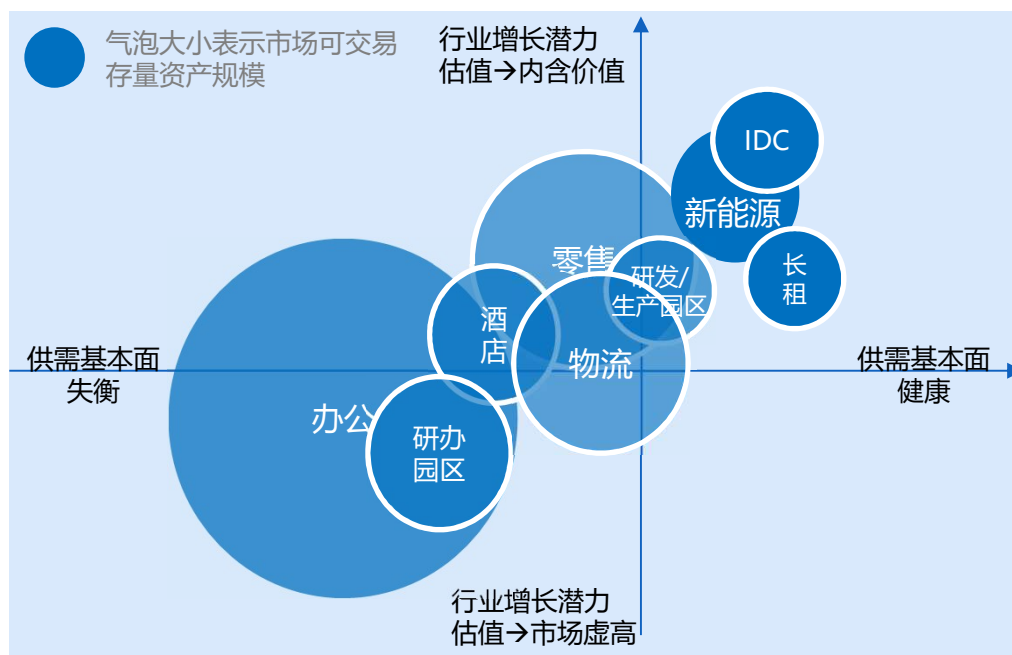 气泡大小表示市场可交易
存量资产规模
行业增长潜力
估值→内含价值
IDC
新能源
零售
研发/
生产园区
长
租
酒
店
物流
供需基本面
失衡
供需基本面
健康
办公
研办
园区
行业增长潜力
估值→市场虚高